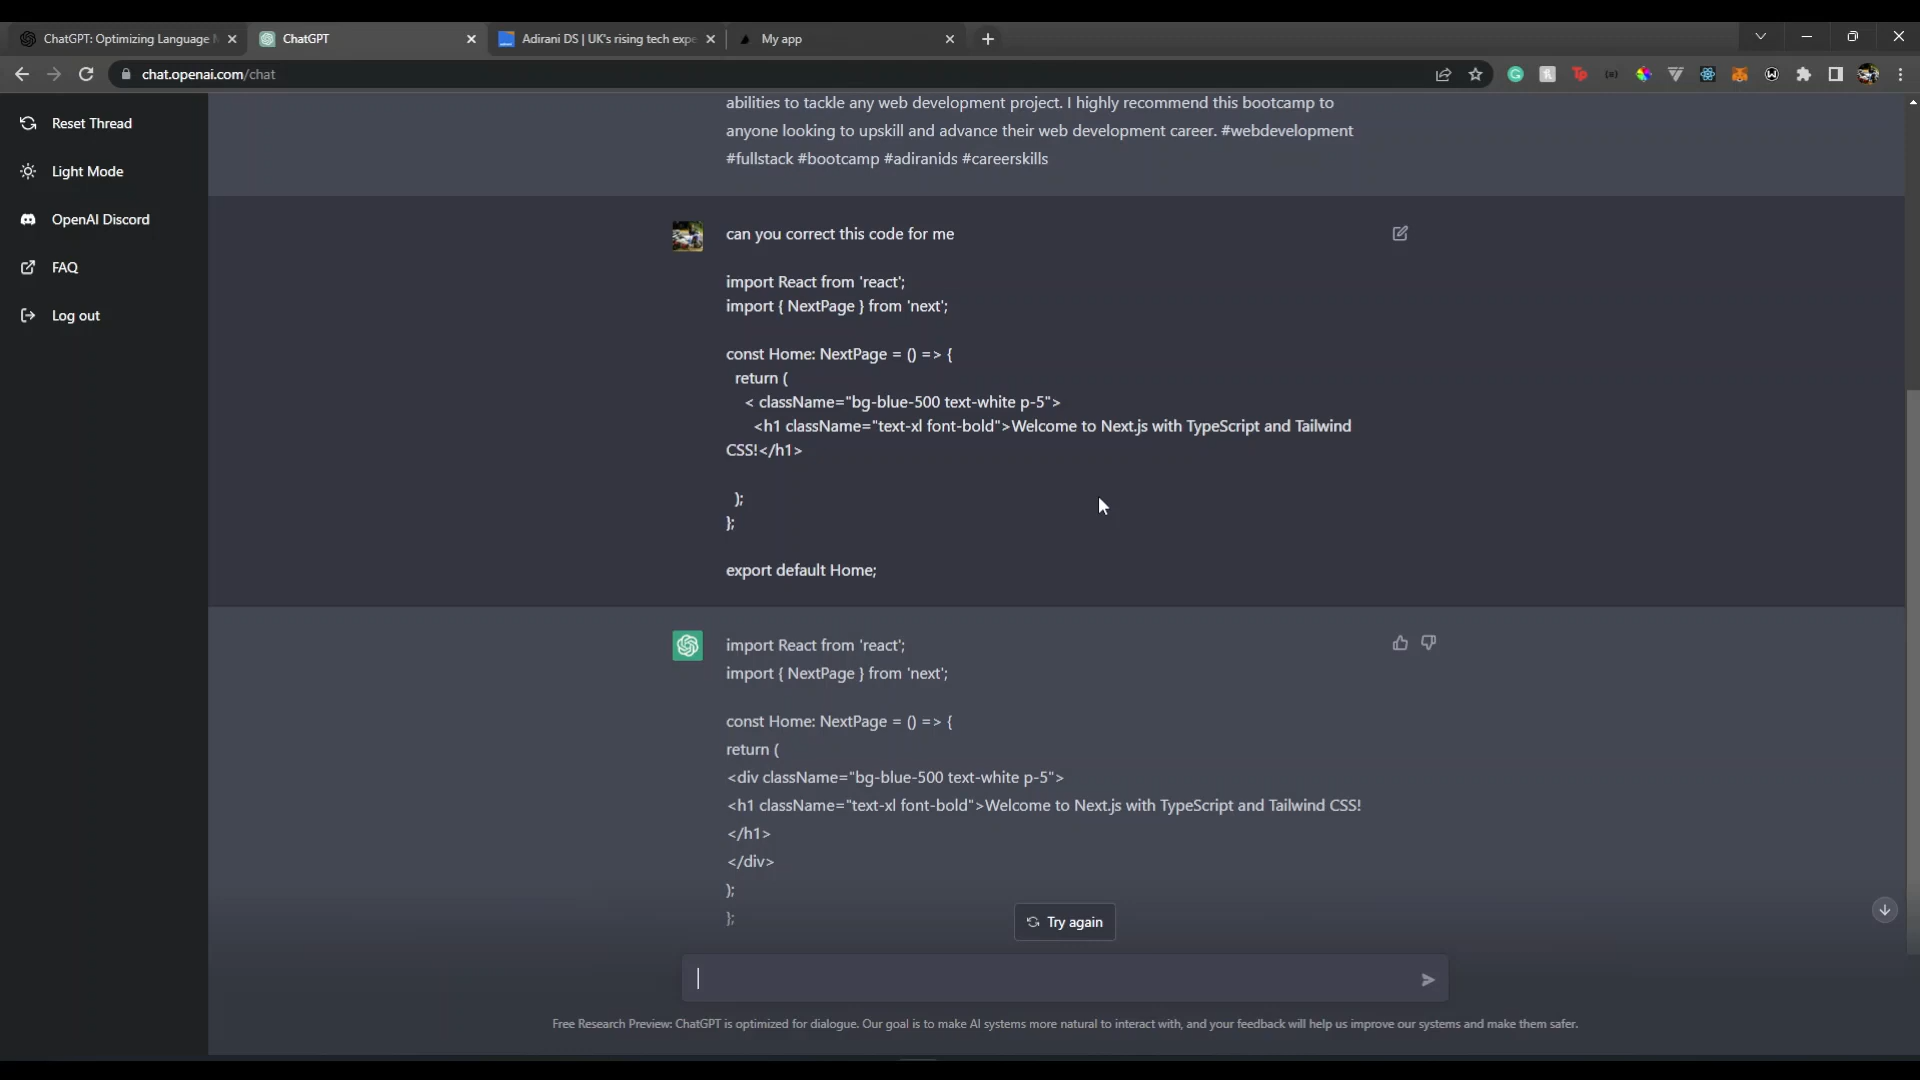 ChatGPT: Optimizing Language
ChatGPT
Adirani DS | UK's rising tech expe
My app
chat.openai.com/chat
Reset Thread
Light Mode
OpenAI Discord
FAQ
Log out
abilities to tackle any web development project. I highly recommend this bootcamp to
anyone looking to upskill and advance their web development career. #webdevelopment
#fullstack #bootcamp #adiranids #careerskills
can you correct this code for me
import React from 'react';
import { NextPage } from 'next';
const Home: NextPage = () => {
return (
< className="bg-blue-500 text-white p-5">
<h1 className="text-xl font-bold">Welcome to Next.js with TypeScript and Tailwind
CSS!</h1>
);
};
export default Home;
import React from 'react';
import { NextPage } from 'next';
const Home: NextPage = () => {
return (
<div className="bg-blue-500 text-white p-5">
<h1 className="text-xl font-bold">Welcome to Next.js with TypeScript and Tailwind CSS!
</h1>
</div>
);
};
Try again
Free Research Preview: ChatGPT is optimized for dialogue. Our goal is to make AI systems more natural to interact with, and your feedback will help us improve our systems and make them safer.